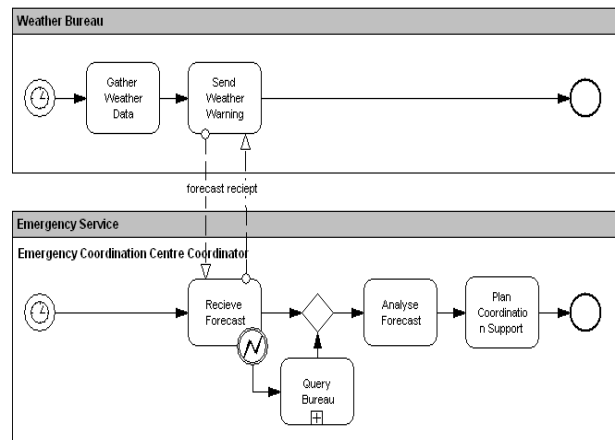 Weather Bureau
Gather
Weather
Data
Send
Weather
Warning
forecast reciept
Emergency Service
Emergency Coordination Centre Coordinator
Recieve
Forecast
Analyse
Forecast
Plan
Coordinatio
n Support
Query
Bureau